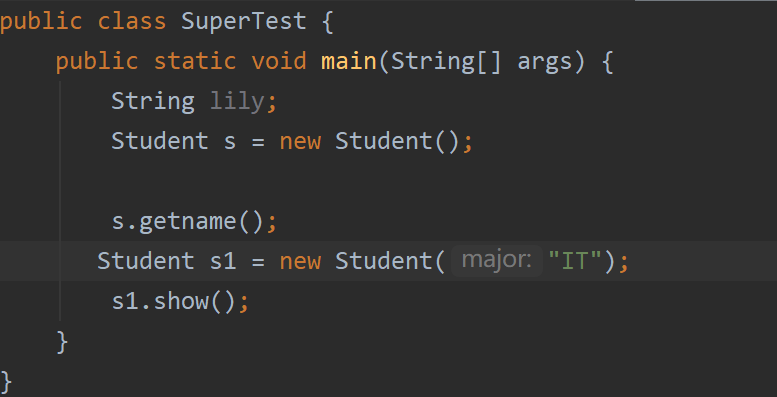 public class SuperTest {
    public static void main(String[] args) {
        String lily;
        Student s = new Student();

        s.getname();
       Student s1 = new Student( major: "IT");
        s1.show();
    }
}